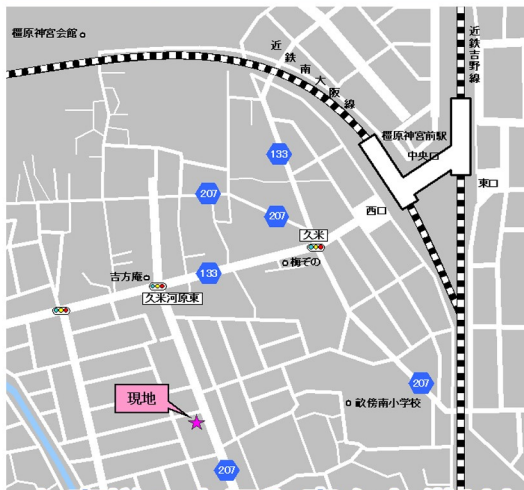 橿原神宮会館
近鉄南大阪線
近鉄吉野線
橿原神宮前駅
中央口
東口
西口
133
207
207
久米
梅ぞの
133
吉方庵
久米河原東
207
現地
畝傍南小学校
207